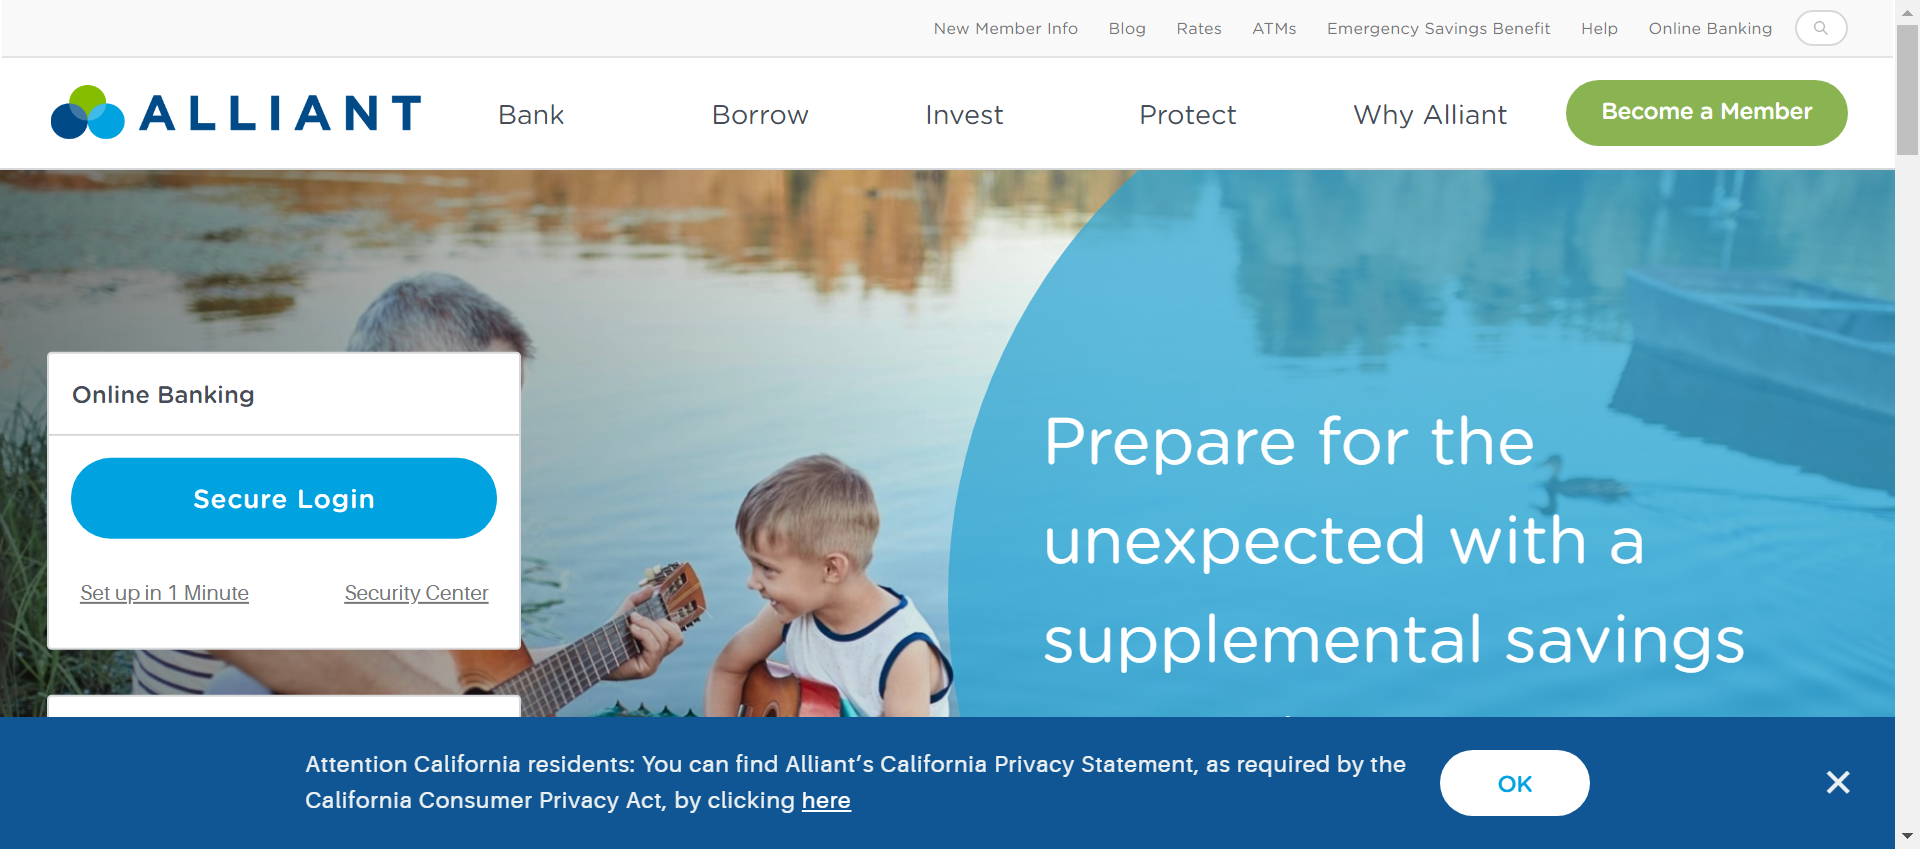 New Member Info Blog Rates ATMs Emergency Savings Benefit Help Online Banking
ALLIANT Bank Borrow Invest Protect Why Alliant Become a Member
Online Banking
Secure Login
Set up in 1 Minute Security Center
Prepare for the
unexpected with a
supplemental savings
Attention California residents: You can find Alliant’s California Privacy Statement, as required by the
California Consumer Privacy Act, by clicking here
OK